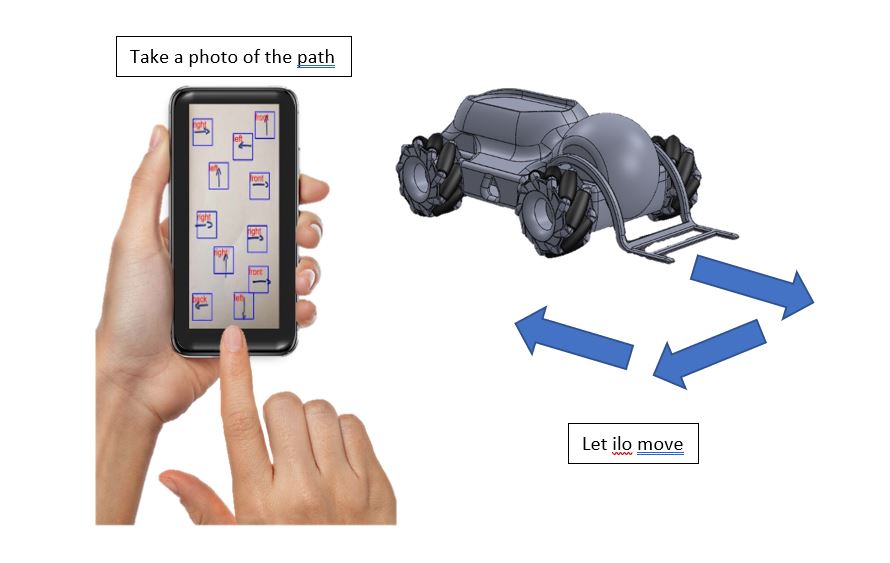 Take a photo of the path
front
right
left
left
front
right
right
right
front
back
left
Let ilo move